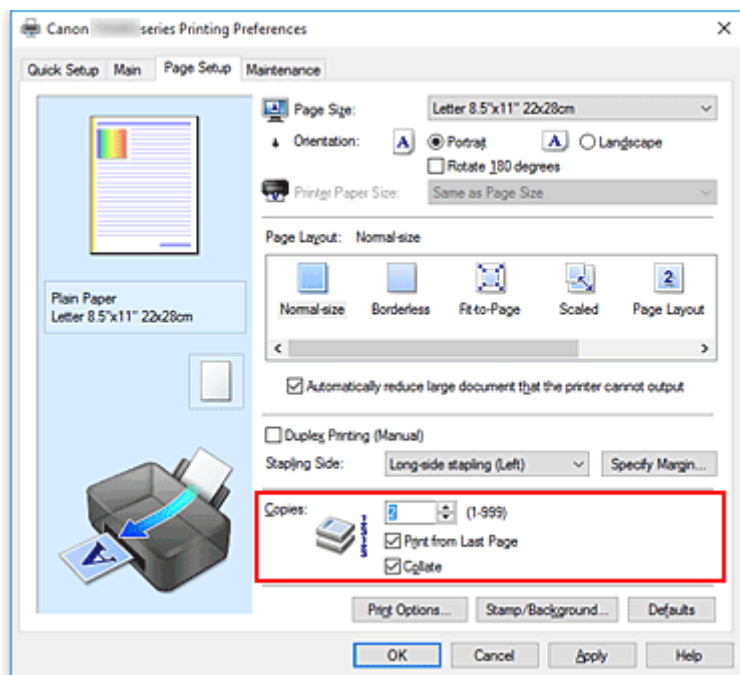 Canon series Printing Preferences
Quick Setup Main Page Setup Maintenance
Page Size: Letter 8.5"x11" 22x28cm
Orientation: A Portrait A Landscape
Rotate 180 degrees
Printer Paper Size: Same as Page Size
Page Layout: Normal-size
2
Normal-size Borderless Fit-to-Page Scaled Page Layout
Plain Paper
Letter 8.5"x11" 22x28cm
Automatically reduce large document that the printer cannot output
Duplex Printing (Manual)
Stapling Side: Long-side stapling (Left) Specify Margin...
Copies: 2 (1-999)
Print from Last Page
Collate
A
Print Options... Stamp/Background... Defaults
OK Cancel Apply Help